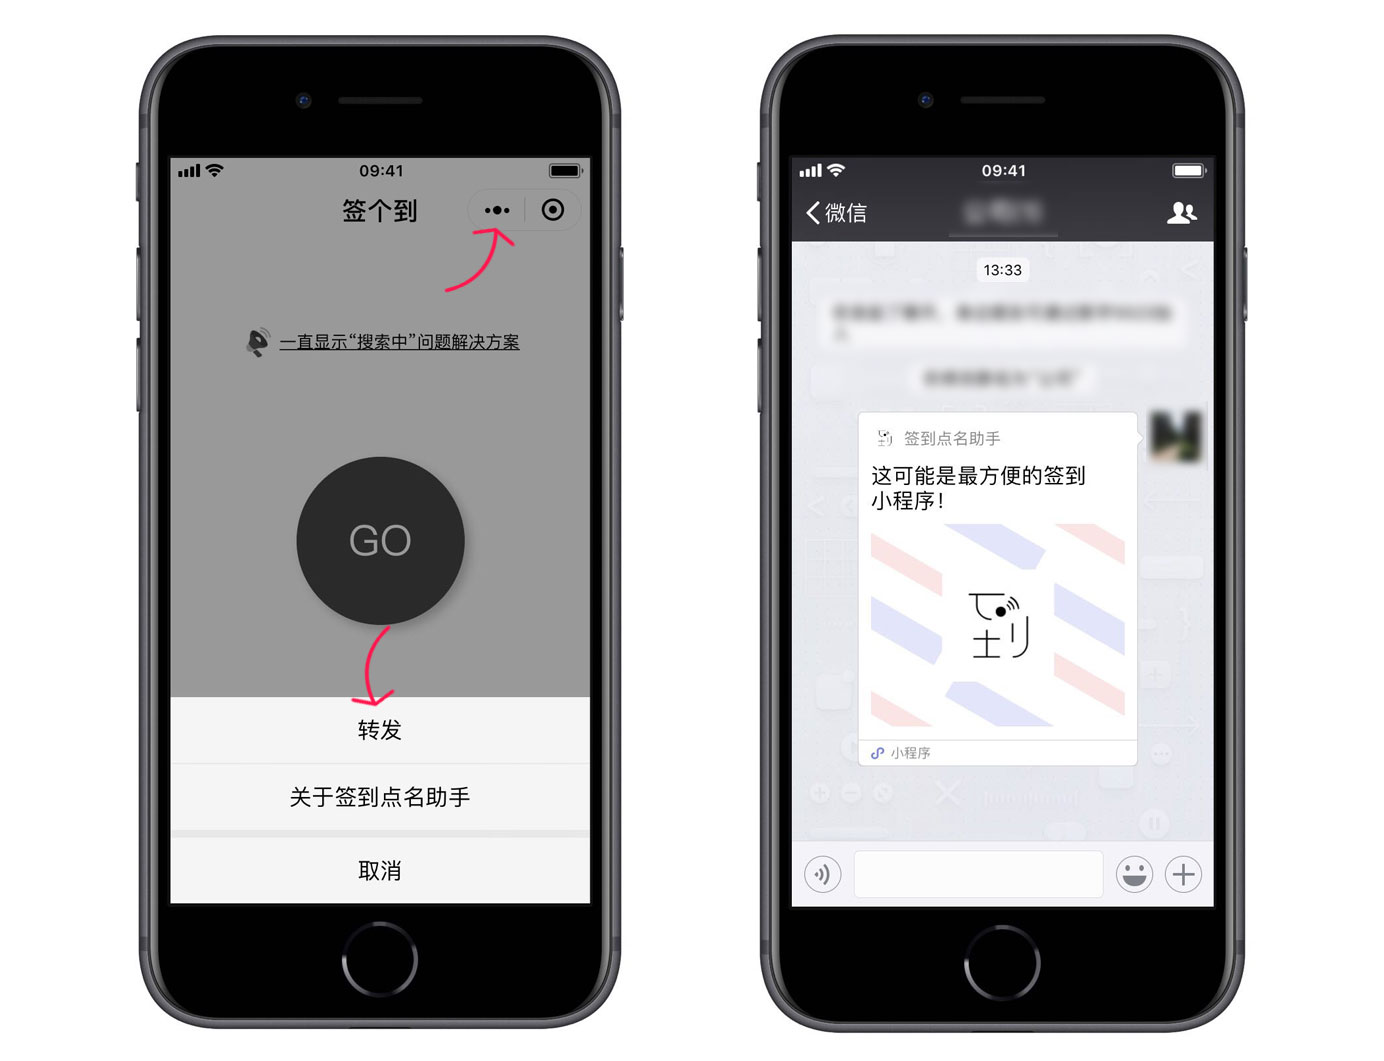 09:41
签个到
一直显示“搜索中”问题解决方案
GO
转发
关于签到点名助手
取消
09:41
微信
13:33
签到点名助手
这可能是最方便的签到
小程序！
小程序